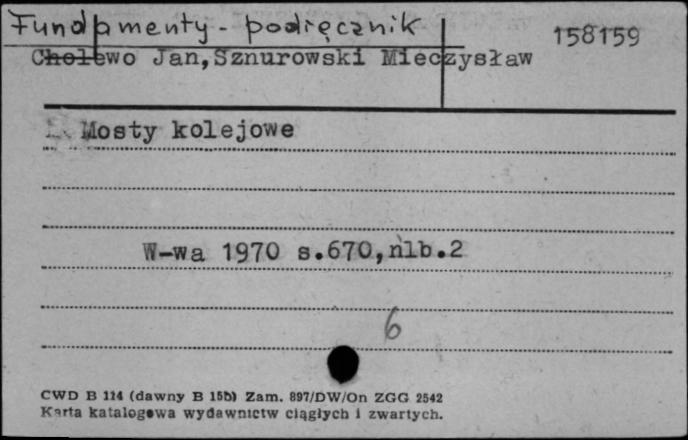 Fundamenty - podręcznik
158159
Cholewo Jan,Sznurowski Mieczysław
Mosty kolejowe
W-wa 1970 s.670,nlb.2
6
CWD B 114 (dawny B 15b) Zam. 897/DW/On ZGG 2542
Karta katalogowa wydawnictw ciągłych i zwartych.